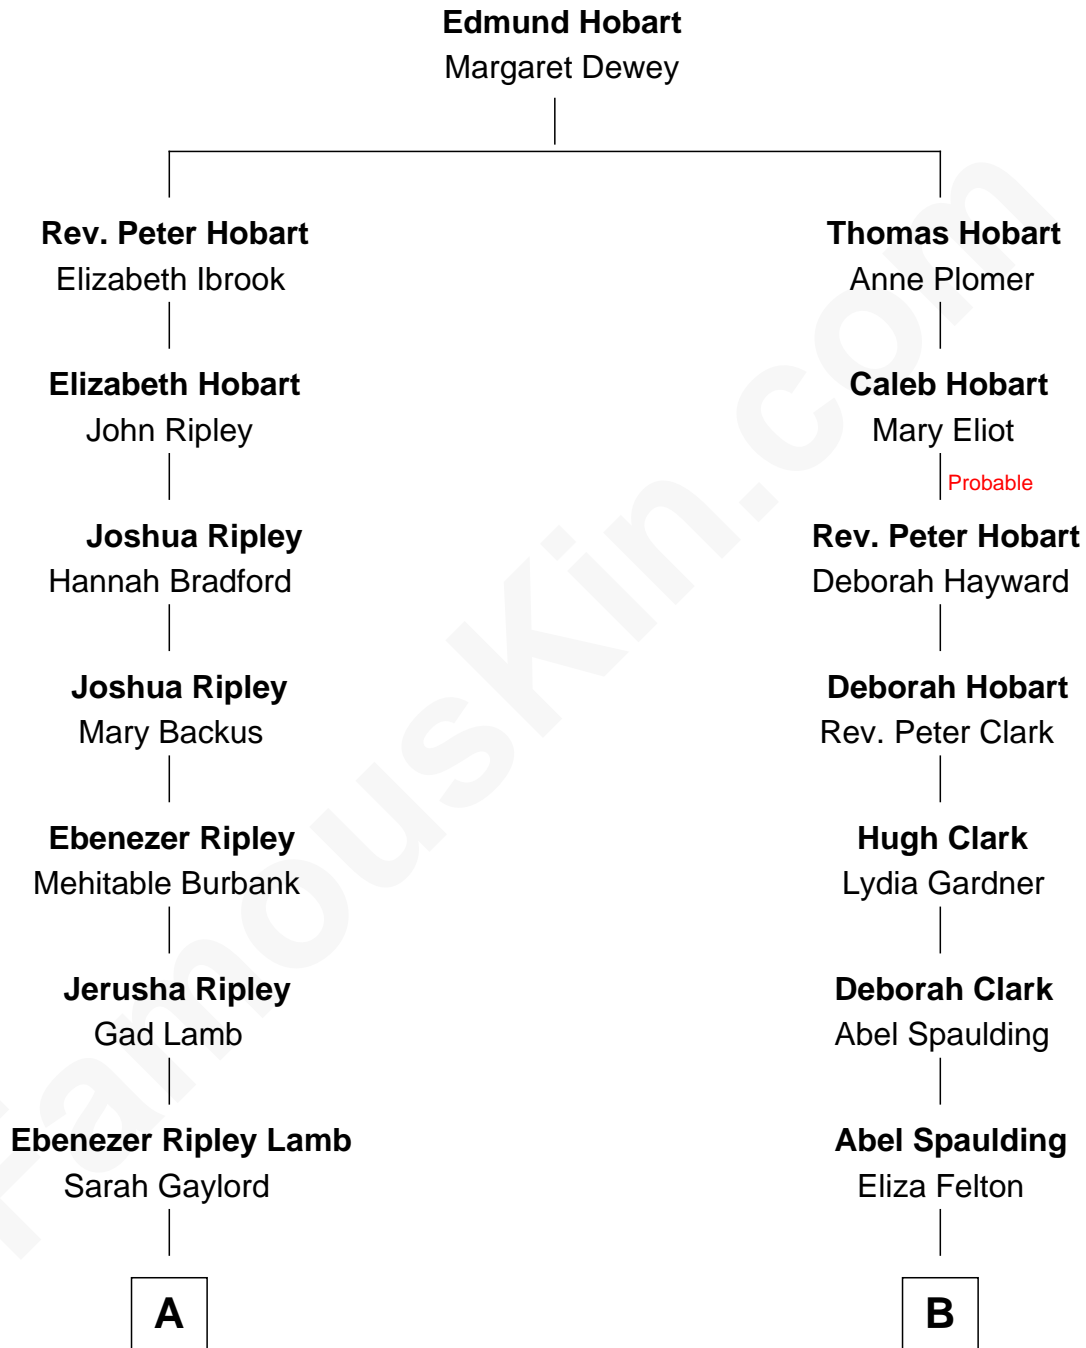 Edmund Hobart
Margaret Dewey
Rev. Peter Hobart
Elizabeth Ibrook
Thomas Hobart
Anne Plomer
Elizabeth Hobart
John Ripley
Caleb Hobart
Mary Eliot
Probable
Joshua Ripley
Hannah Bradford
Rev. Peter Hobart
Deborah Hayward
Joshua Ripley
Mary Backus
Deborah Hobart
Rev. Peter Clark
Ebenezer Ripley
Mehitable Burbank
Hugh Clark
Lydia Gardner
Jerusha Ripley
Gad Lamb
Deborah Clark
Abel Spaulding
Ebenezer Ripley Lamb
Sarah Gaylord
Abel Spaulding
Eliza Felton
A
B
FamousKin.com